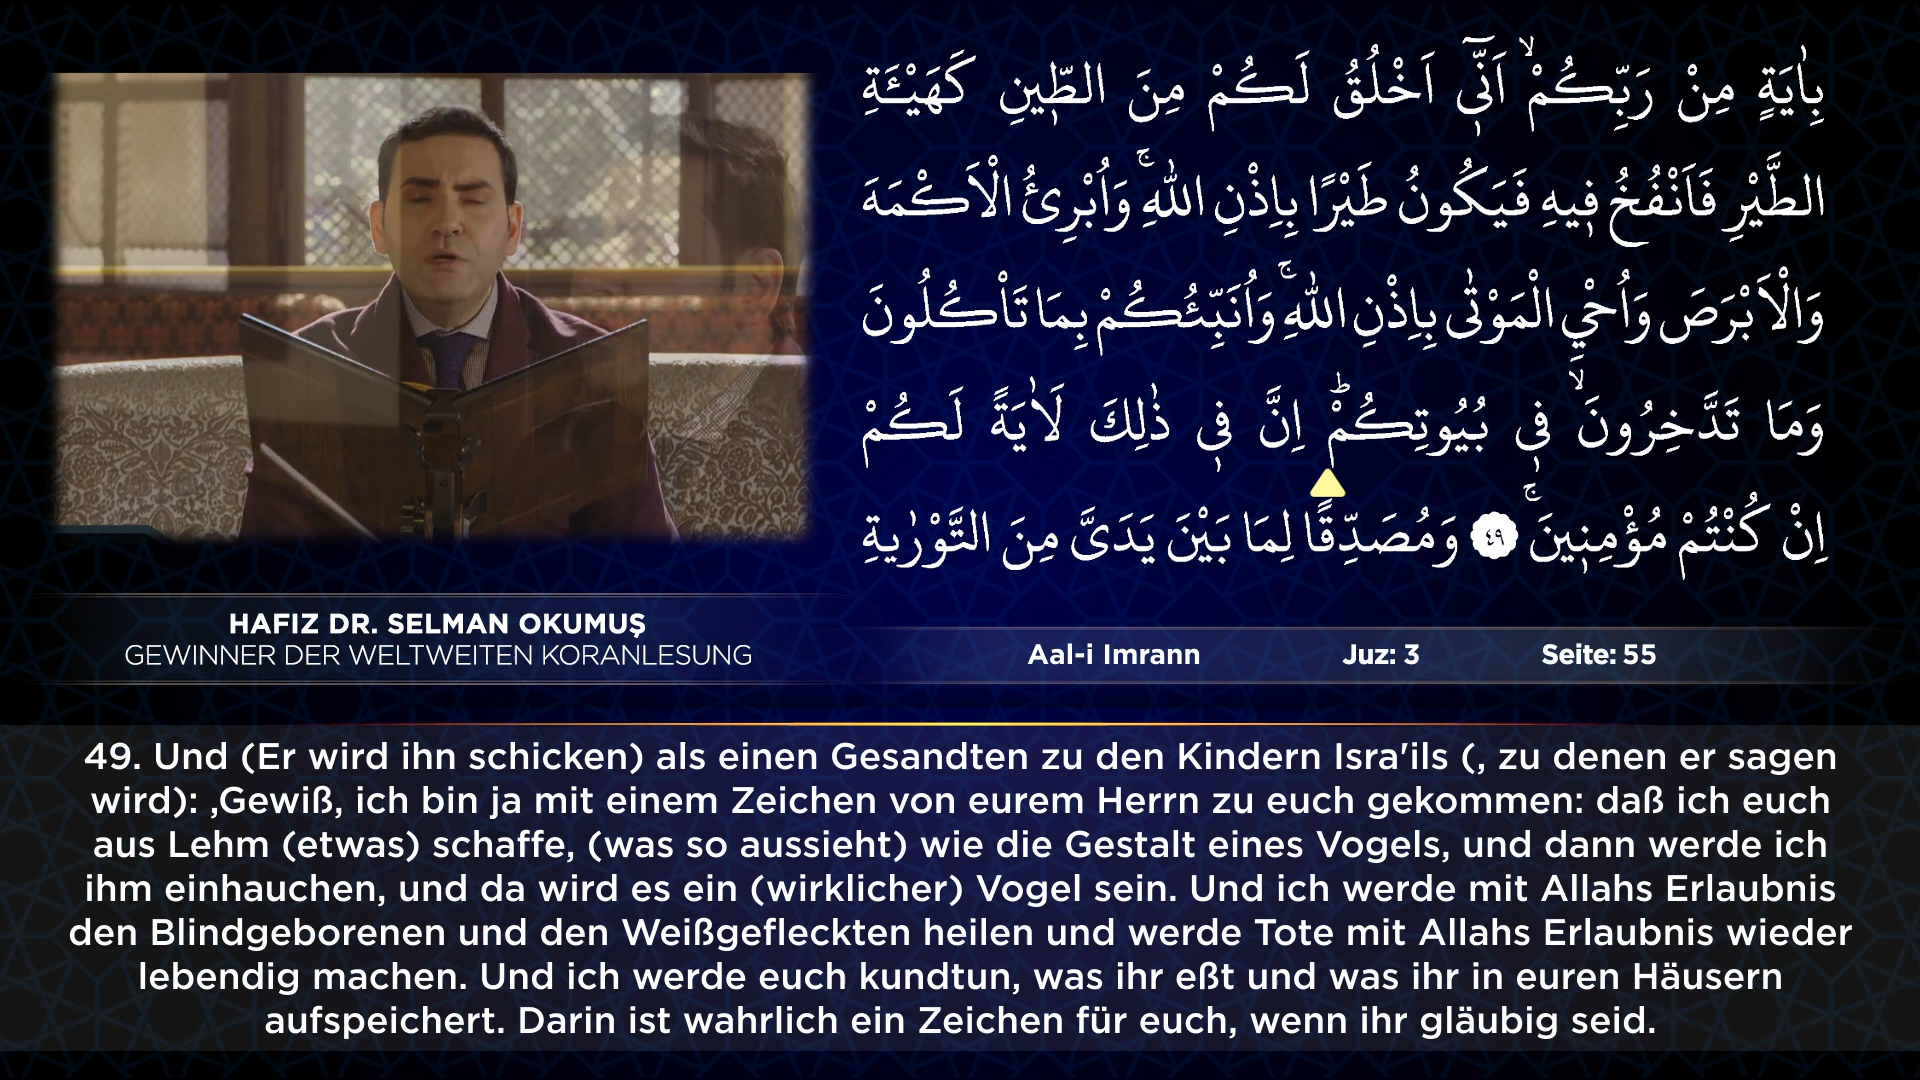 بِاٰيَةٍ مِنْ رَبِّكُمْۙ اَنّ۪ٓي اَخْلُقُ لَكُمْ مِنَ الطّ۪ينِ كَهَيْـَٔةِ
الطَّيْرِ فَاَنْفُخُ ف۪يهِ فَيَكُونُ طَيْرًا بِاِذْنِ اللّٰهِۚ وَاُبْرِئُ الْاَكْمَهَ
وَالْاَبْرَصَ وَاُحْيِ الْمَوْتٰى بِاِذْنِ اللّٰهِۚ وَاُنَبِّئُكُمْ بِمَا تَاْكُلُونَ
وَمَا تَدَّخِرُونَۙ ف۪ي بُيُوتِكُمْۜ اِنَّ ف۪ي ذٰلِكَ لَاٰيَةً لَكُمْ
اِنْ كُنْتُمْ مُؤْمِن۪ينَۚ ﴿٤٩﴾ وَمُصَدِّقًا لِمَا بَيْنَ يَدَيَّ مِنَ التَّوْرٰيةِ
HAFIZ DR. SELMAN OKUMUŞ
GEWINNER DER WELTWEITEN KORANLESUNG
Aal-i Imrann Juz: 3 Seite: 55
49. Und (Er wird ihn schicken) als einen Gesandten zu den Kindern Isra'ils (, zu denen er sagen
wird): ‚Gewiß, ich bin ja mit einem Zeichen von eurem Herrn zu euch gekommen: daß ich euch
aus Lehm (etwas) schaffe, (was so aussieht) wie die Gestalt eines Vogels, und dann werde ich
ihm einhauchen, und da wird es ein (wirklicher) Vogel sein. Und ich werde mit Allahs Erlaubnis
den Blindgeborenen und den Weißgefleckten heilen und werde Tote mit Allahs Erlaubnis wieder
lebendig machen. Und ich werde euch kundtun, was ihr eßt und was ihr in euren Häusern
aufspeichert. Darin ist wahrlich ein Zeichen für euch, wenn ihr gläubig seid.